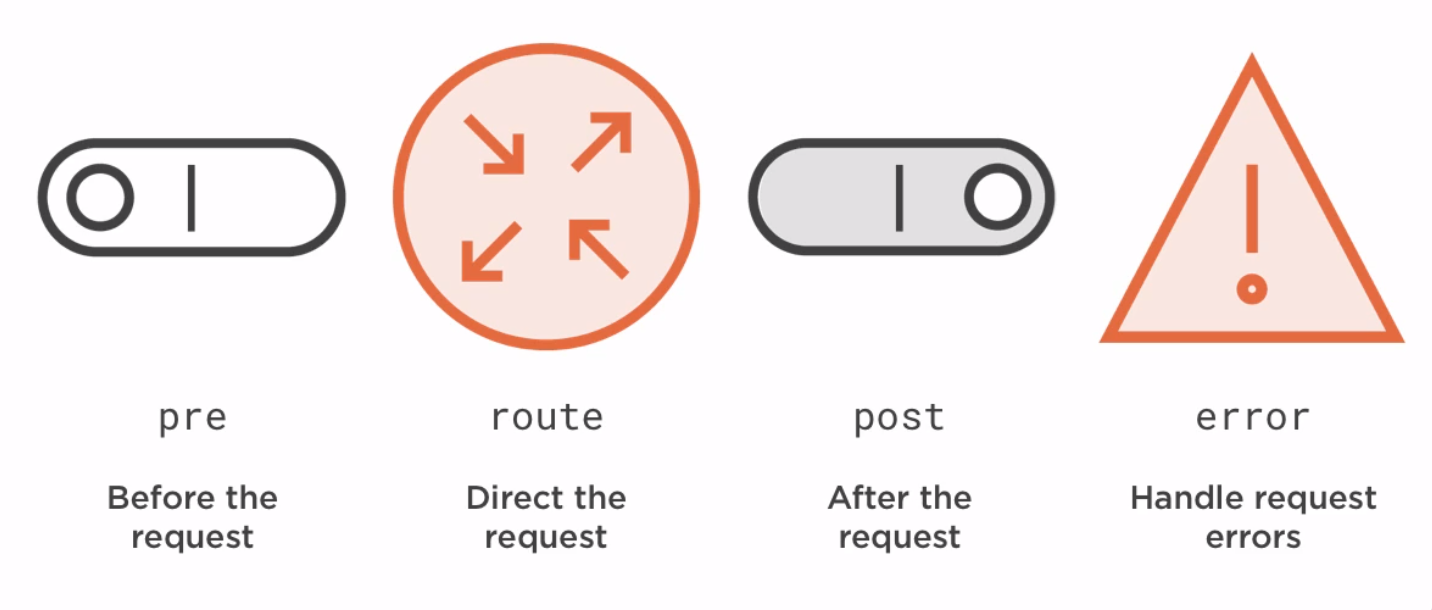 pre
Before the
request
route
Direct the
request
post
After the
request
error
Handle request
errors